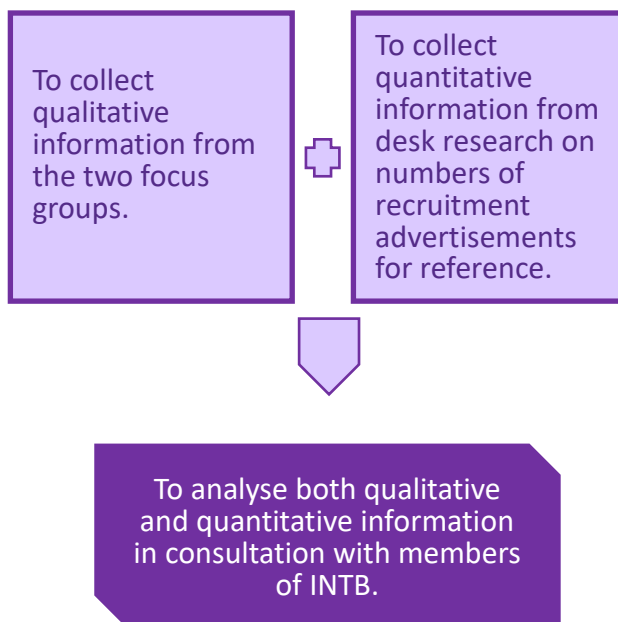 To collect
qualitative
information from
the two focus
groups.
To collect
quantitative
information from
desk research on
numbers of
recruitment
advertisements
for reference.
To analyse both qualitative
and quantitative information
in consultation with members
of INTB.